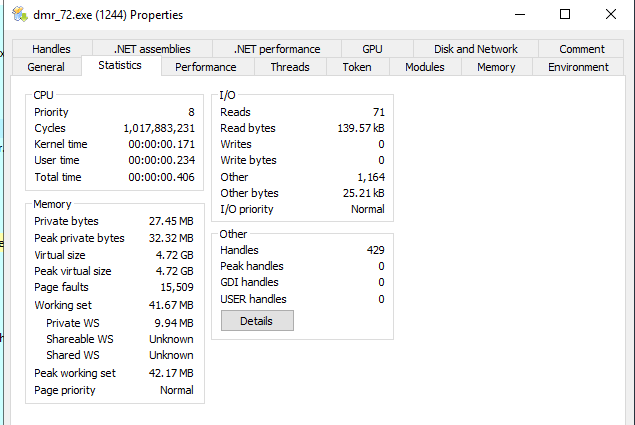 dmr_72.exe (1244) Properties
Handles .NET assemblies .NET performance GPU Disk and Network Comment
General Statistics Performance Threads Token Modules Memory Environment
CPU
Priority 8
Cycles 1,017,883,231
Kernel time 00:00:00.171
User time 00:00:00.234
Total time 00:00:00.406
Memory
Private bytes 27.45 MB
Peak private bytes 32.32 MB
Virtual size 4.72 GB
Peak virtual size 4.72 GB
Page faults 15,509
Working set 41.67 MB
Private WS 9.94 MB
Shareable WS Unknown
Shared WS Unknown
Peak working set 42.17 MB
Page priority Normal
I/O
Reads 71
Read bytes 139.57 kB
Writes 0
Write bytes 0
Other 1,164
Other bytes 25.21 kB
I/O priority Normal
Other
Handles 429
Peak handles 0
GDI handles 0
USER handles 0
Details